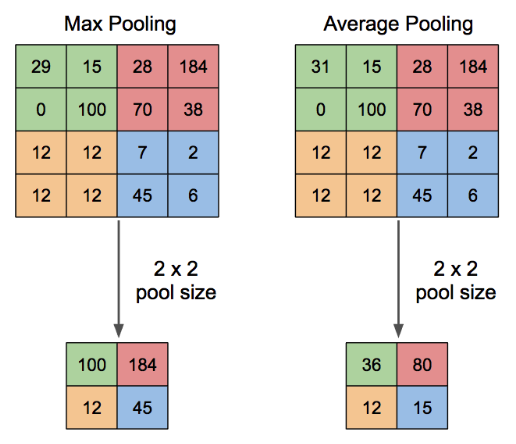 Max Pooling
29 15 28 184
0 100 70 38
12 12 7 2
12 12 45 6
2 x 2
pool size
100 184
12 45
Average Pooling
31 15 28 184
0 100 70 38
12 12 7 2
12 12 45 6
2 x 2
pool size
36 80
12 15